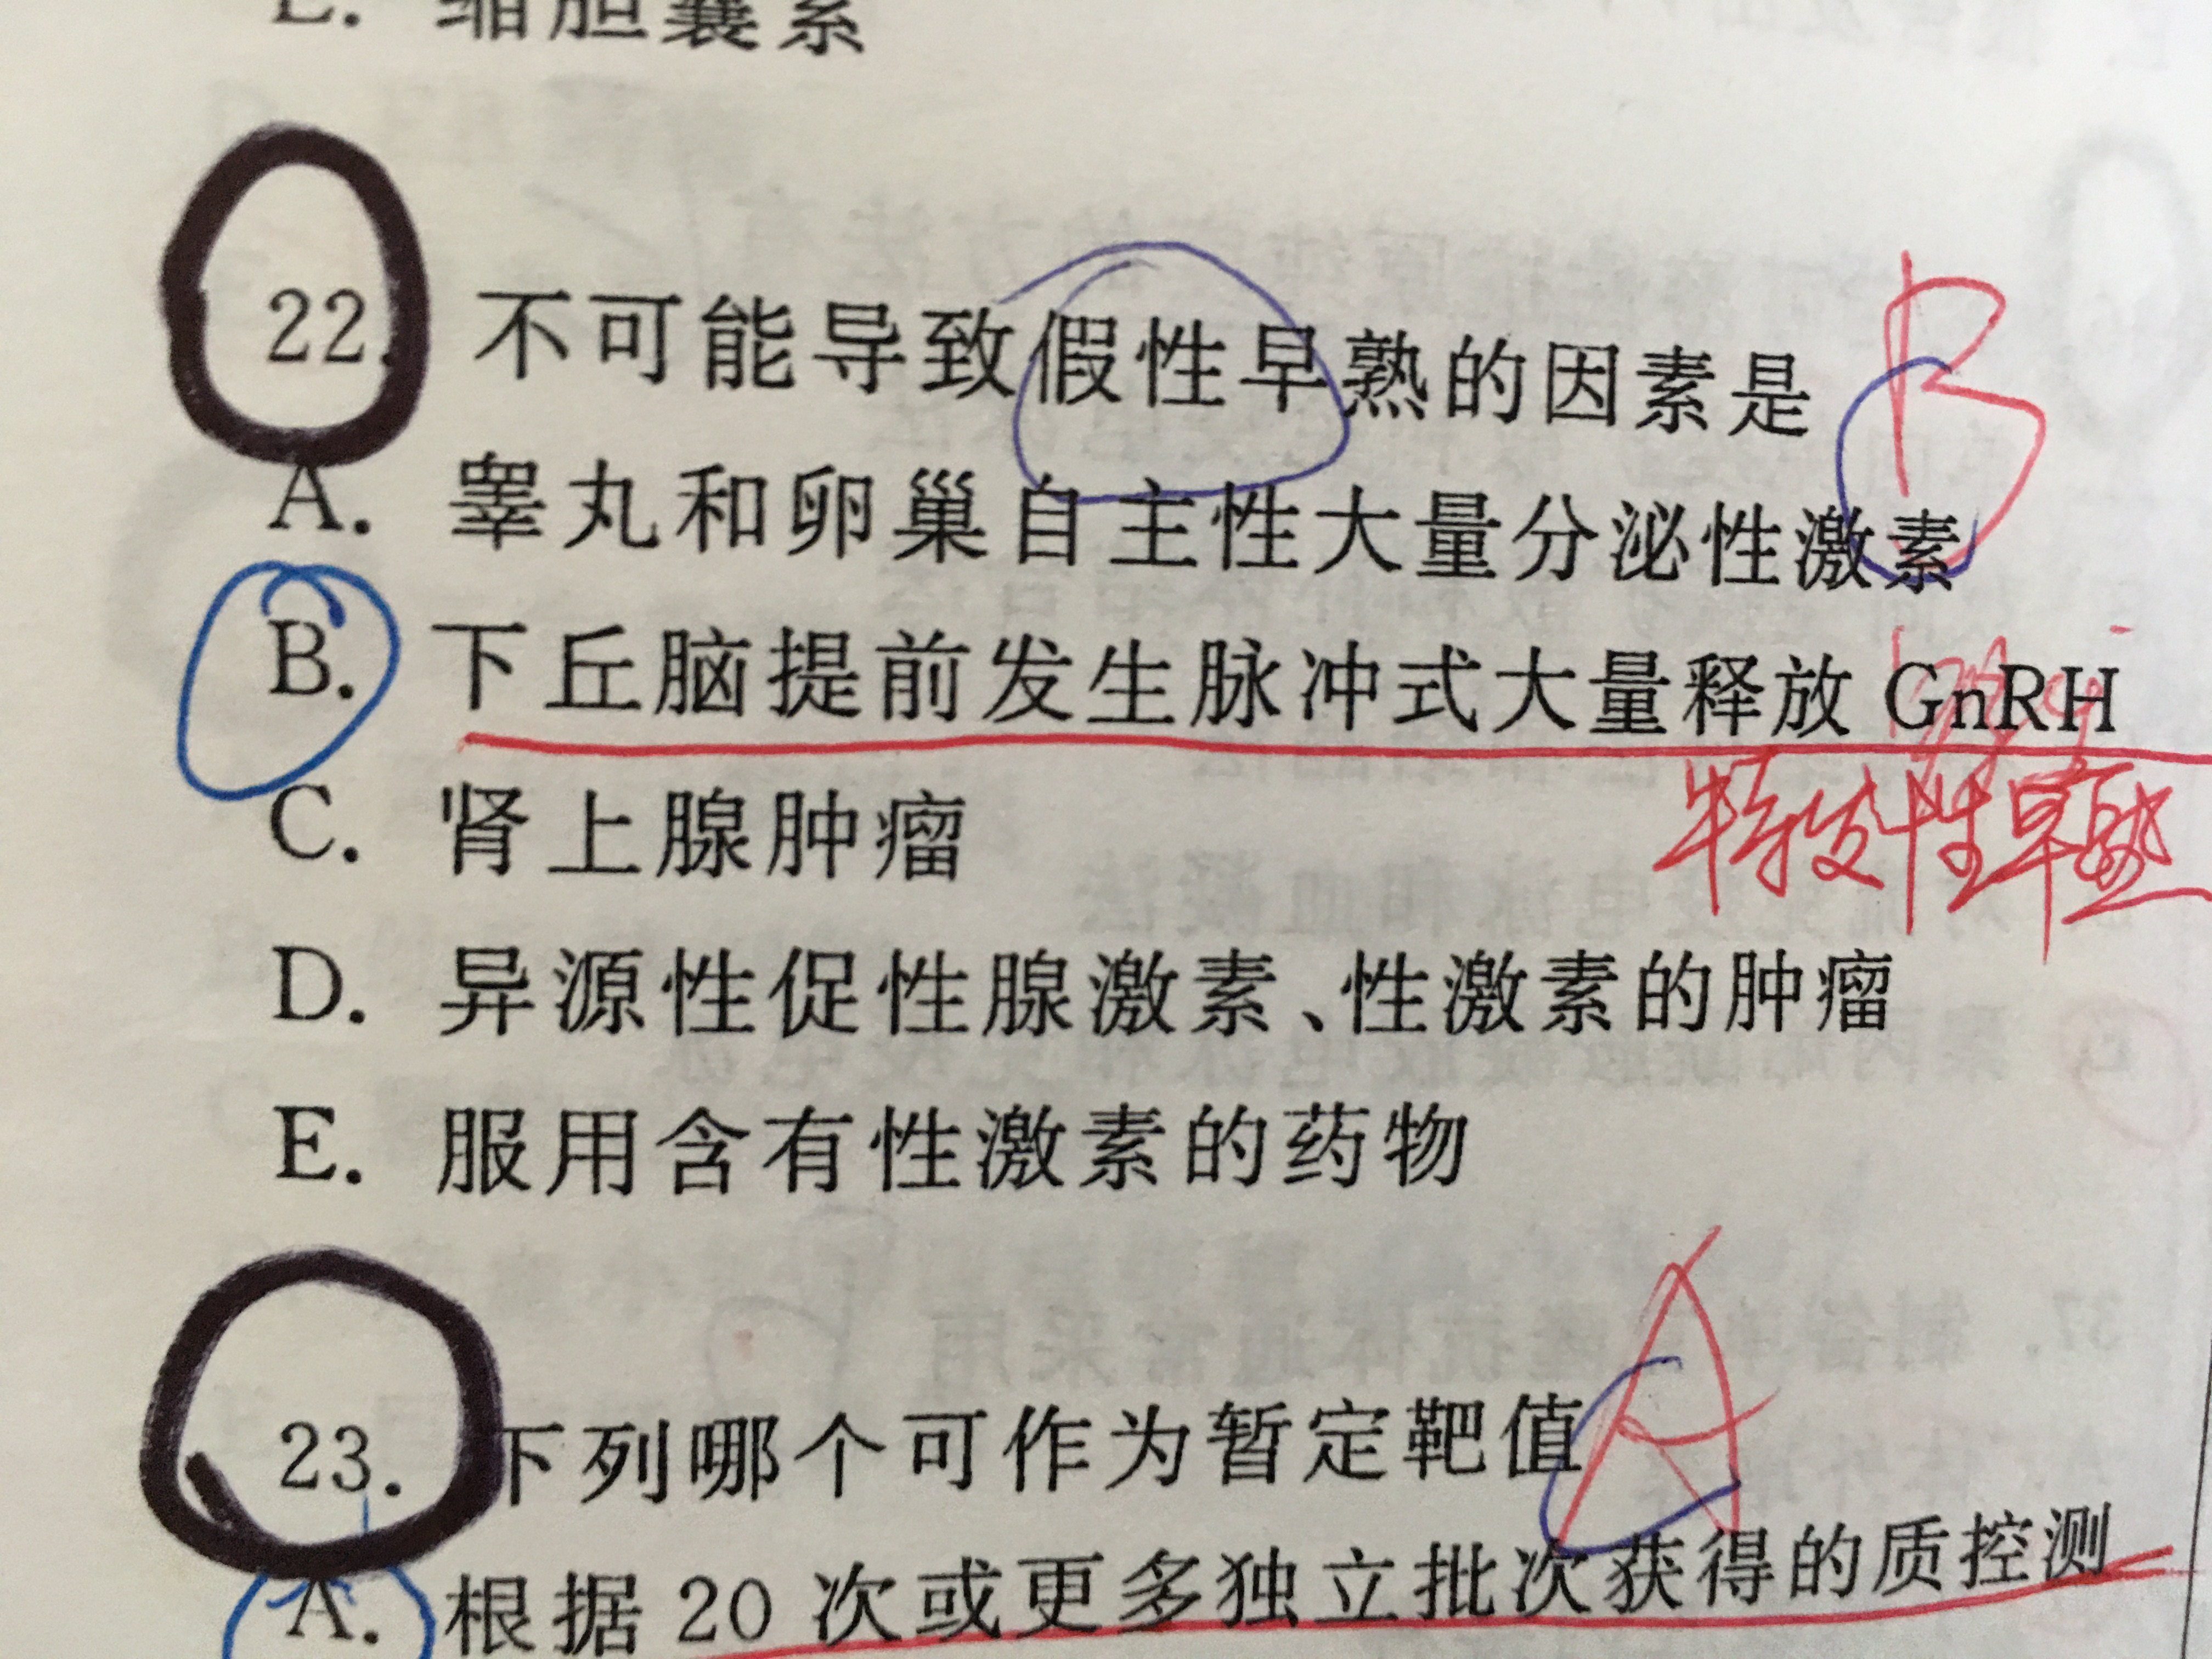 E. 缩胆囊素
22. 不可能导致假性早熟的因素是 B
A. 睾丸和卵巢自主性大量分泌性激素
B. 下丘脑提前发生脉冲式大量释放 GnRH
C. 肾上腺肿瘤
D. 异源性促性腺激素、性激素的肿瘤
E. 服用含有性激素的药物
23. 下列哪个可作为暂定靶值 A
A. 根据 20 次或更多独立批次获得的质控测